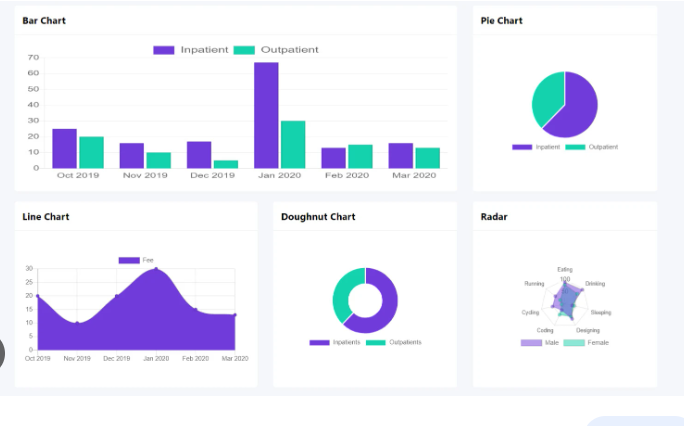 Bar Chart
Inpatient Outpatient
70
60
50
40
30
20
10
0
Oct 2019 Nov 2019 Dec 2019 Jan 2020 Feb 2020 Mar 2020
Pie Chart
Inpatient Outpatient
Line Chart
Fee
30
25
20
15
10
5
0
Oct 2019 Nov 2019 Dec 2019 Jan 2020 Feb 2020 Mar 2020
Doughnut Chart
Inpatients Outpatients
Radar
Eating
100
Running Drinking
Cycling Sleeping
Coding Designing
Male Female